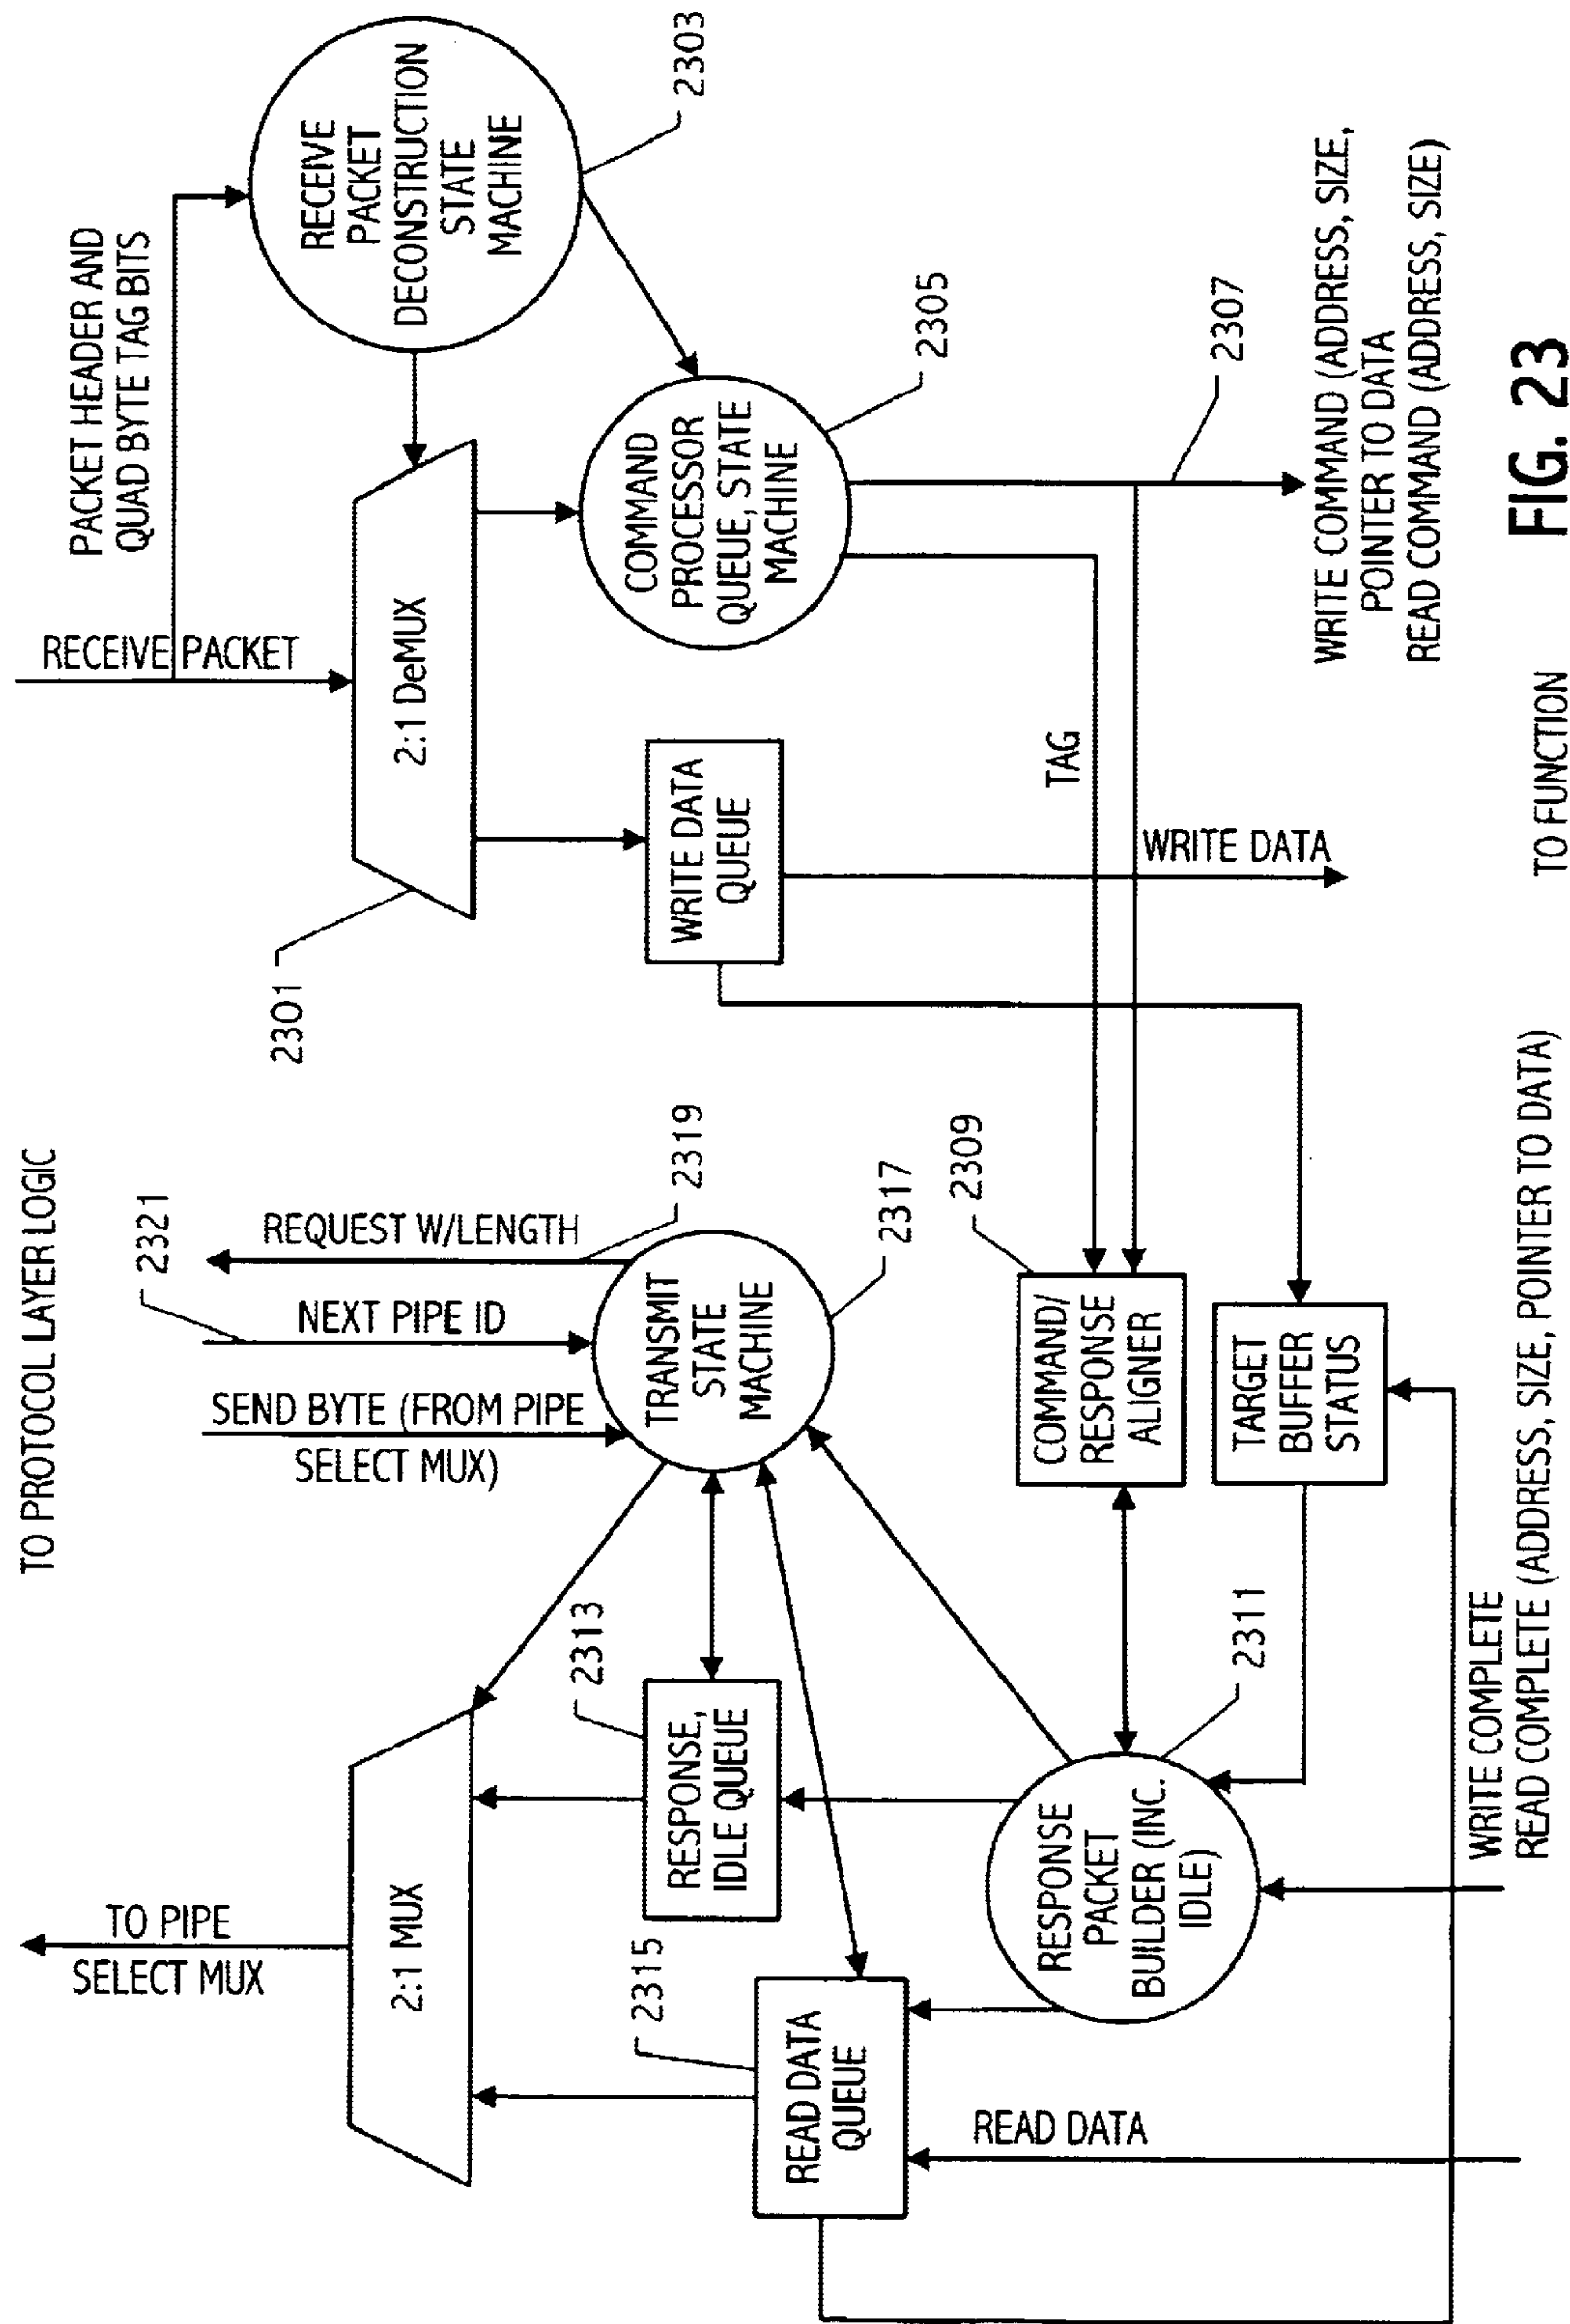 TO PROTOCOL LAYER LOGIC
TO PIPE
SELECT MUX
2:1 MUX
2315
READ DATA
QUEUE
READ DATA
2313
RESPONSE,
IDLE QUEUE
RESPONSE
PACKET
BUILDER (INC.
IDLE)
2311
2321
REQUEST W/LENGTH
NEXT PIPE ID
SEND BYTE (FROM PIPE
SELECT MUX)
2319
TRANSMIT
STATE
MACHINE
2317
2309
COMMAND/
RESPONSE
ALIGNER
TARGET
BUFFER
STATUS
WRITE COMPLETE
READ COMPLETE (ADDRESS, SIZE, POINTER TO DATA)
RECEIVE PACKET
PACKET HEADER AND
QUAD BYTE TAG BITS
RECEIVE
PACKET
DECONSTRUCTION
STATE
MACHINE
2303
2301
2:1 DeMUX
WRITE DATA
QUEUE
COMMAND
PROCESSOR
QUEUE, STATE
MACHINE
2305
TAG
WRITE DATA
2307
WRITE COMMAND (ADDRESS, SIZE,
POINTER TO DATA
READ COMMAND (ADDRESS, SIZE)
TO FUNCTION
FIG. 23